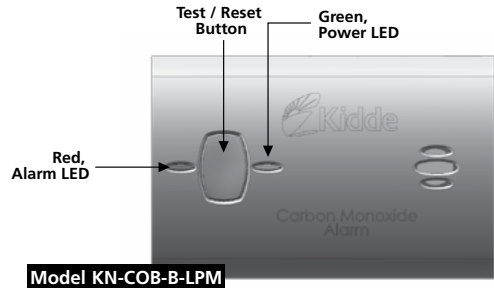 Test / Reset
Button
Green,
Power LED
Kidde
Red,
Alarm LED
Carbon Monoxide
Alarm
Model KN-COB-B-LPM